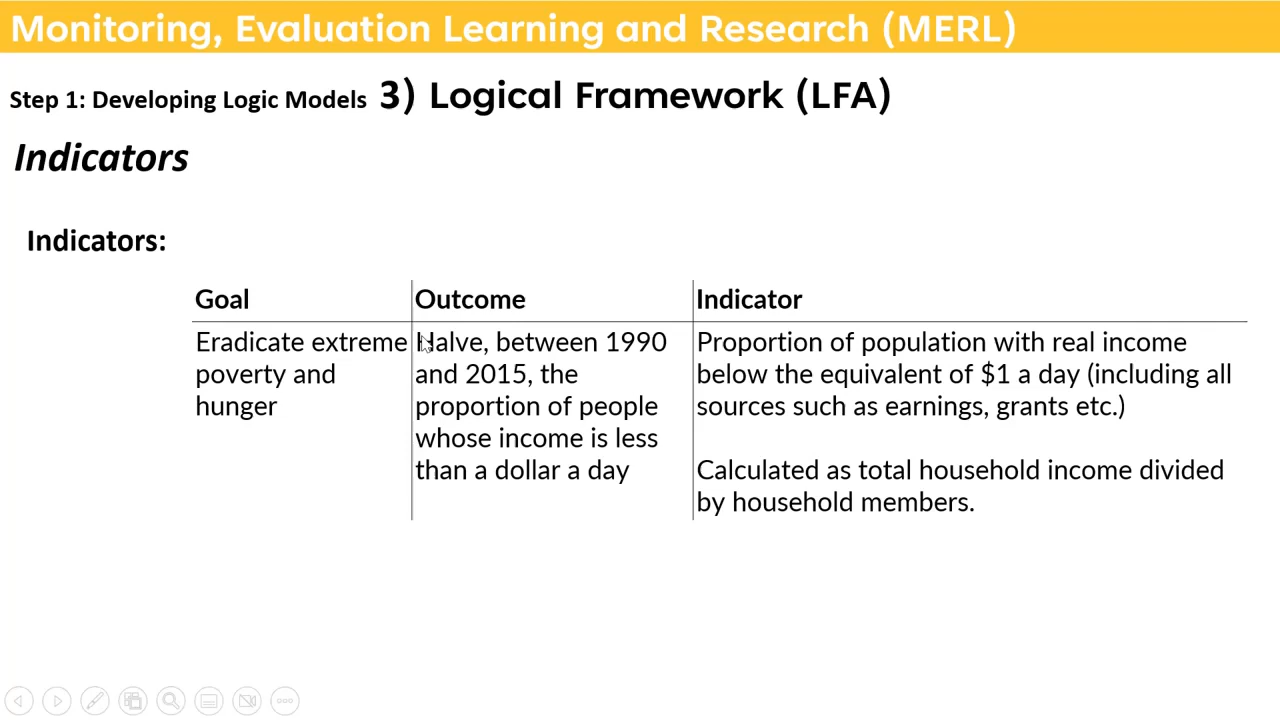 Monitoring, Evaluation Learning and Research (MERL)
Step 1: Developing Logic Models 3) Logical Framework (LFA)
Indicators
Indicators:
Goal Outcome Indicator
Eradicate extreme
poverty and
hunger
Halve, between 1990
and 2015, the
proportion of people
whose income is less
than a dollar a day
Proportion of population with real income
below the equivalent of $1 a day (including all
sources such as earnings, grants etc.)
Calculated as total household income divided
by household members.